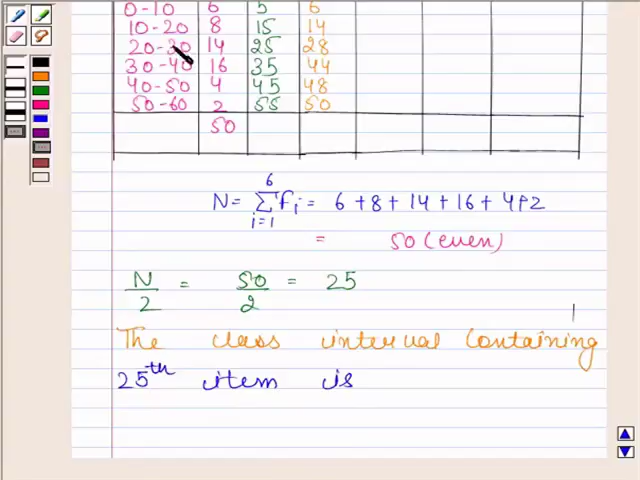 0-10 6 5 6
10-20 8 15 14
20-30 14 25 28
30-40 16 35 44
40-50 4 45 48
50-60 2 55 50
50
N= 6 Σ i=1 fi = 6+8+14+16+4+2
= 50 (even)
N/2 = 50/2 = 25
The class interval containing
25th item is